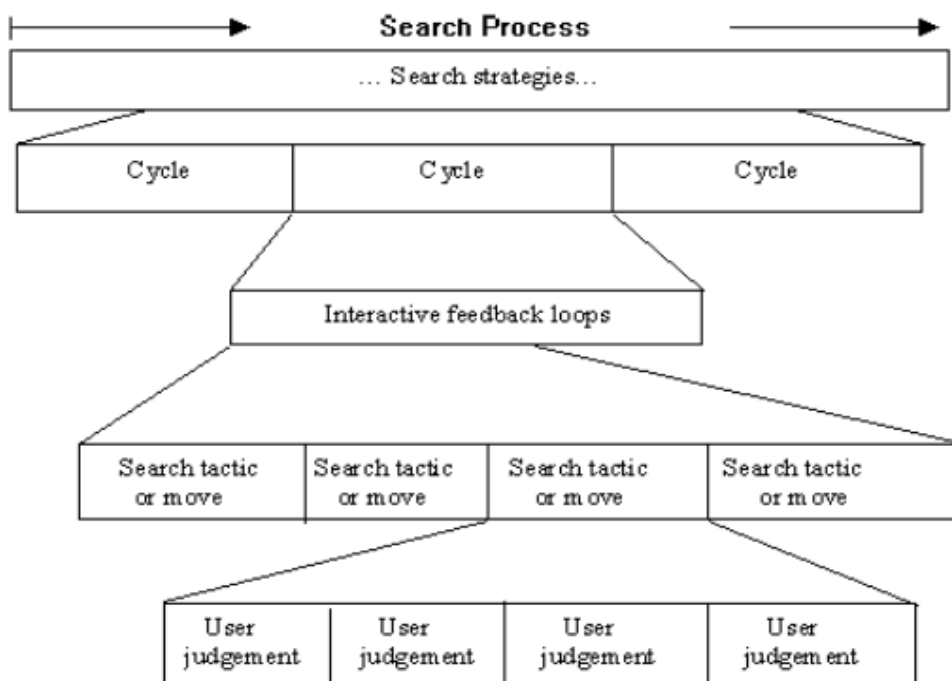 Search Process
... Search strategies...
Cycle Cycle Cycle
Interactive feedback loops
Search tactic Search tactic Search tactic Search tactic
or move or move or move or move
User User User User
judgement judgement judgement judgement